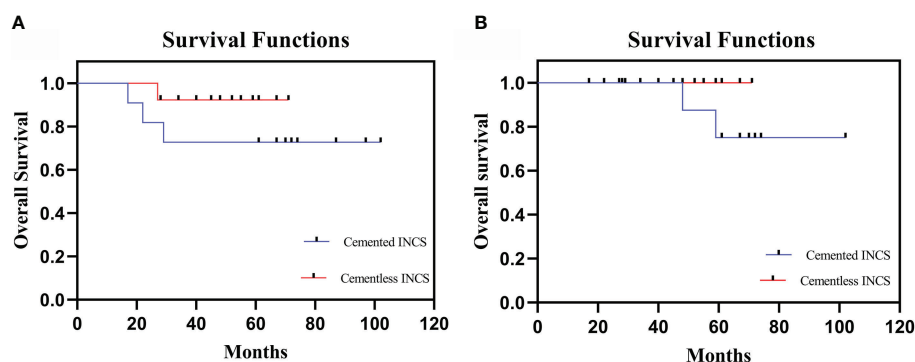 A
Survival Functions
Overall Survival
1.0
0.8
0.6
0.4
0.2
0.0
Cemented INCS
Cementless INCS
0 20 40 60 80 100 120
Months
B
Survival Functions
Overall survival
1.0
0.8
0.6
0.4
0.2
0.0
Cemented INCS
Cementless INCS
0 20 40 60 80 100 120
Months